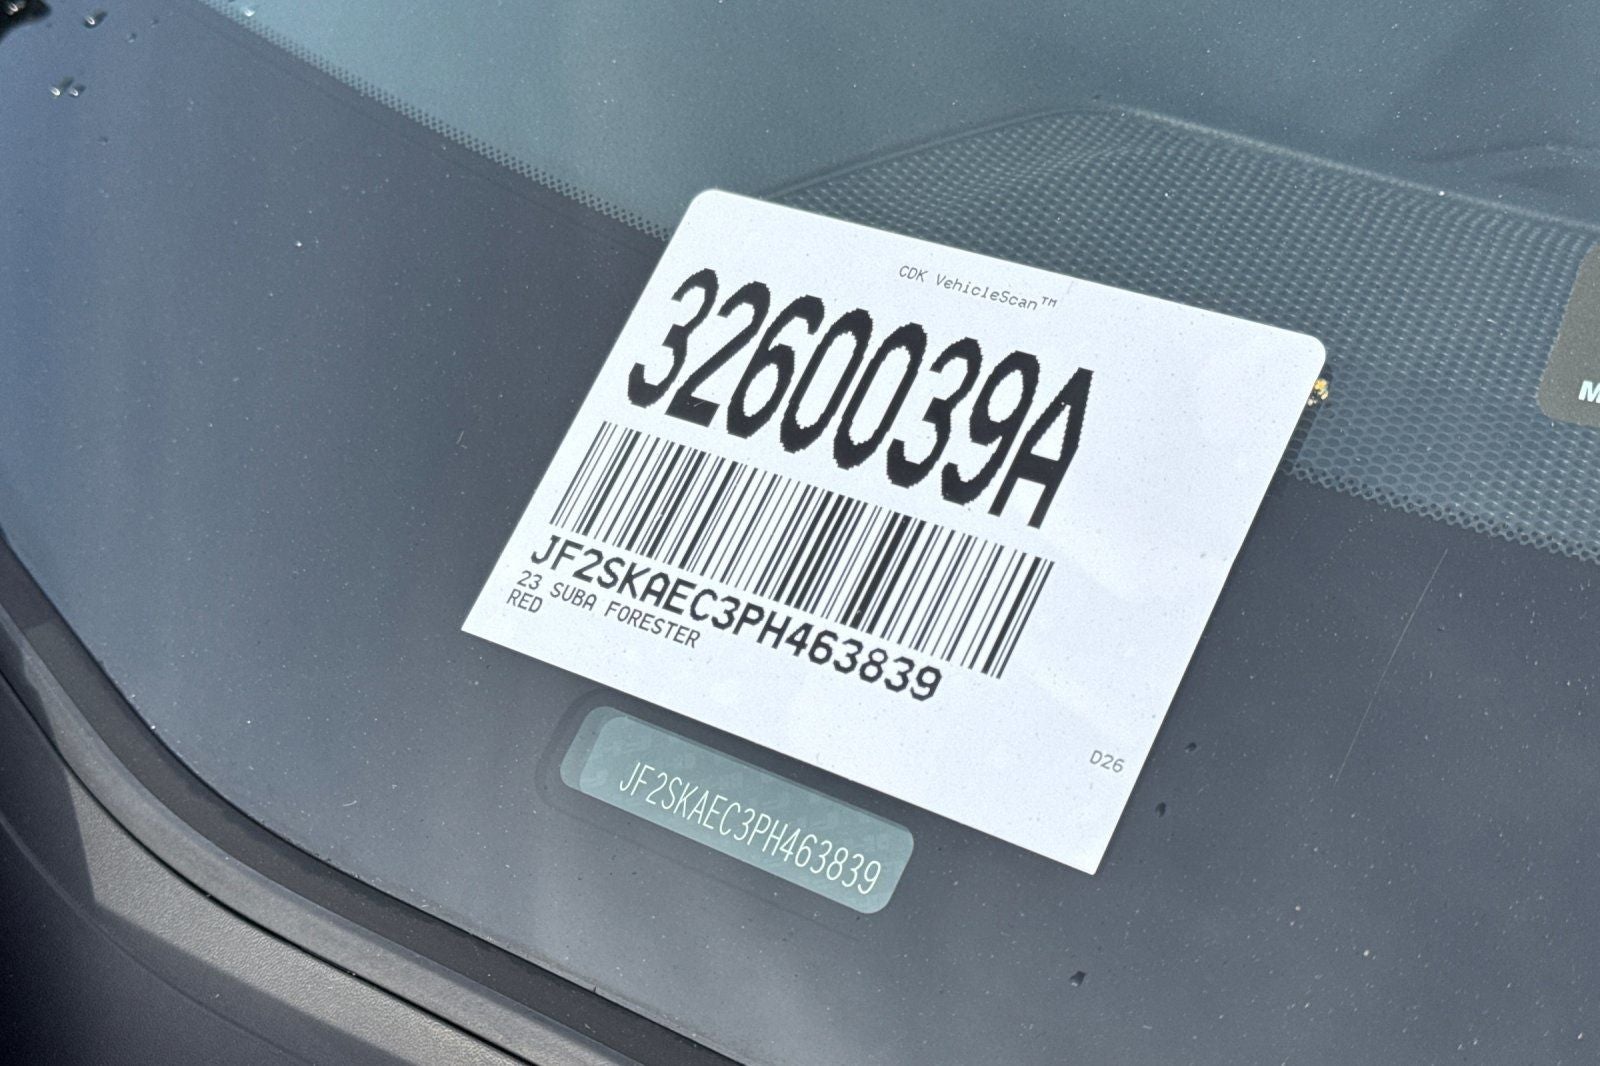 CDK VehicleScan™
3260039A
JF2SKAEC3PH463839
23 SUBA FORESTER
RED
D26
JF2SKAEC3PH463839